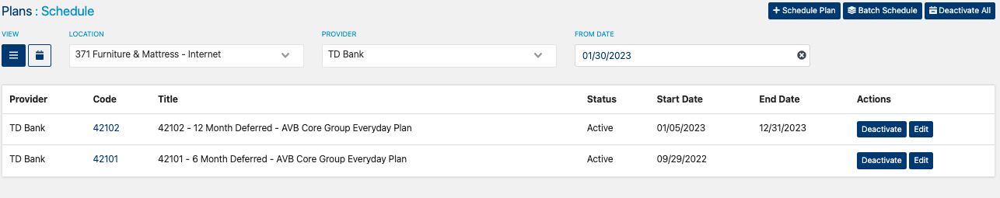 Plans : Schedule
Schedule Plan Batch Schedule Deactivate All
VIEW LOCATION PROVIDER FROM DATE
371 Furniture & Mattress - Internet TD Bank 01/30/2023
Provider Code Title Status Start Date End Date Actions
TD Bank 42102 42102 - 12 Month Deferred - AVB Core Group Everyday Plan Active 01/05/2023 12/31/2023 Deactivate Edit
TD Bank 42101 42101 - 6 Month Deferred - AVB Core Group Everyday Plan Active 09/29/2022 Deactivate Edit